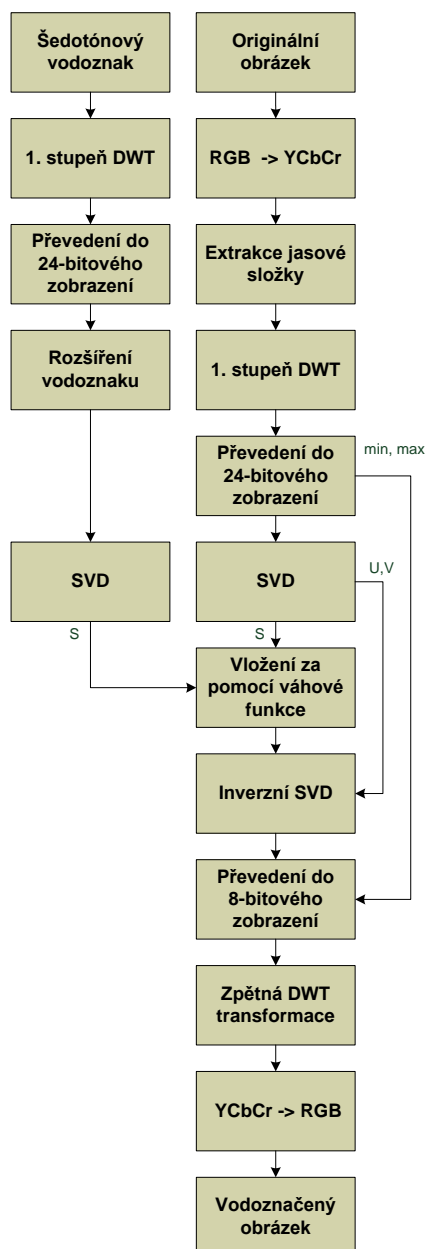 Šedotónový
vodoznak
1. stupeň DWT
Převedení do
24-bitového
zobrazení
Rozšíření
vodoznaku
SVD
S
Originální
obrázek
RGB -> YCbCr
Extrakce jasové
složky
1. stupeň DWT
Převedení do
24-bitového
zobrazení
min, max
SVD
U,V
S
Vložení za
pomocí váhové
funkce
Inverzní SVD
Převedení do
8-bitového
zobrazení
Zpětná DWT
transformace
YCbCr -> RGB
Vodoznačený
obrázek